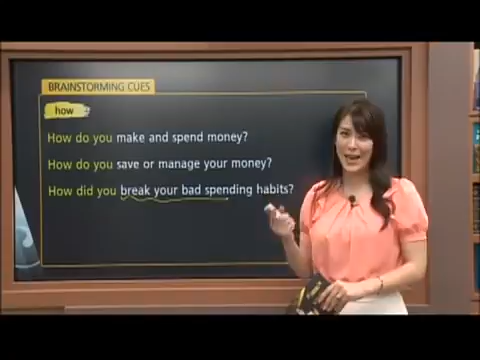 BRAINSTORMING CUES
how
How do you make and spend money?
How do you save or manage your money?
How did you break your bad spending habits?